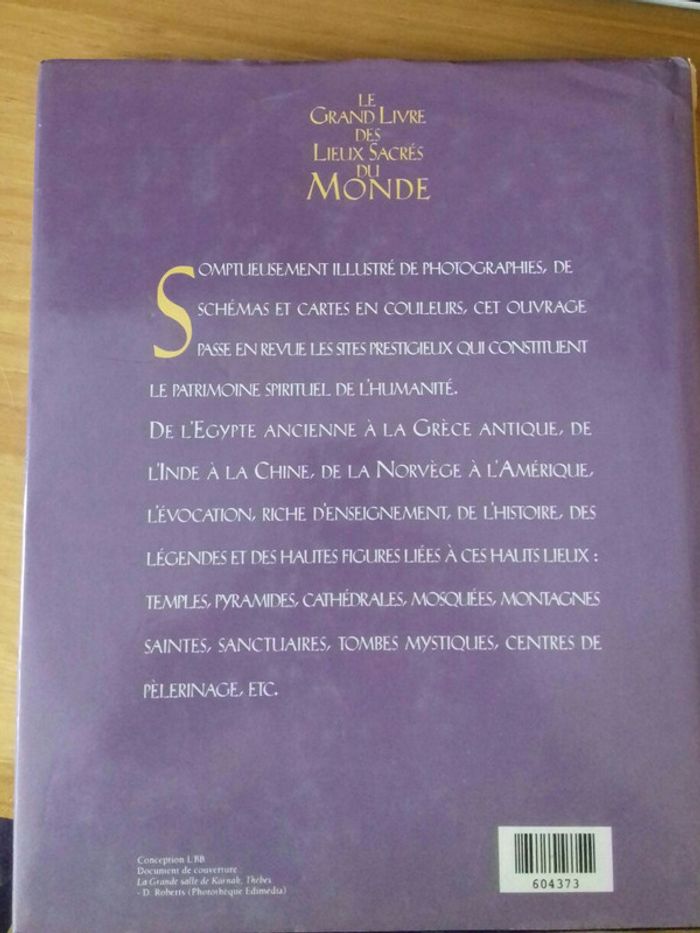 LE
GRAND LIVRE
DES
LIEUX SACRÉS
DU
MONDE
SOMPTUEUSEMENT ILLUSTRÉ DE PHOTOGRAPHIES, DE
SCHÉMAS ET CARTES EN COULEURS, CET OUVRAGE
PASSE EN REVUE LES SITES PRESTIGIEUX QUI CONSTITUENT
LE PATRIMOINE SPIRITUEL DE L'HUMANITÉ.
DE L'EGYPTE ANCIENNE À LA GRÈCE ANTIQUE, DE
L'INDE À LA CHINE, DE LA NORVÈGE À L'AMÉRIQUE,
L'ÉVOCATION, RICHE D'ENSEIGNEMENT, DE L'HISTOIRE, DES
LÉGENDES ET DES HAUTES FIGURES LIÉES À CES HAUTS LIEUX :
TEMPLES, PYRAMIDES, CATHÉDRALES, MOSQUÉES, MONTAGNES
SAINTES, SANCTUAIRES, TOMBES MYSTIQUES, CENTRES DE
PÈLERINAGE, ETC.
Conception LBB
Document de couverture
La Grande salle de Karnak, Thèbes
- D. Roberts (Photothèque Edimédia)
604373